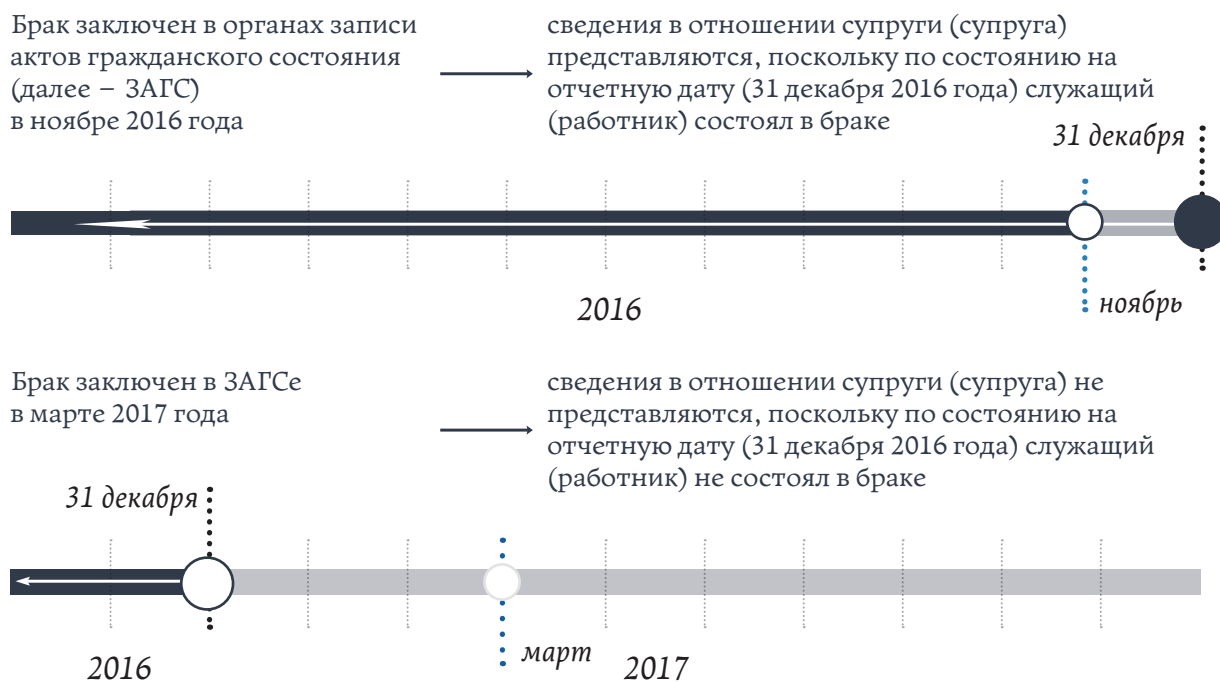 Брак заключен в органах записи
актов гражданского состояния
(далее – ЗАГС)
в ноябре 2016 года
сведения в отношении супруги (супруга)
представляются, поскольку по состоянию на
отчетную дату (31 декабря 2016 года) служащий
(работник) состоял в браке
31 декабря
2016
ноябрь
Брак заключен в ЗАГСе
в марте 2017 года
сведения в отношении супруги (супруга) не
представляются, поскольку по состоянию на
отчетную дату (31 декабря 2016 года) служащий
(работник) не состоял в браке
31 декабря
2016
март
2017